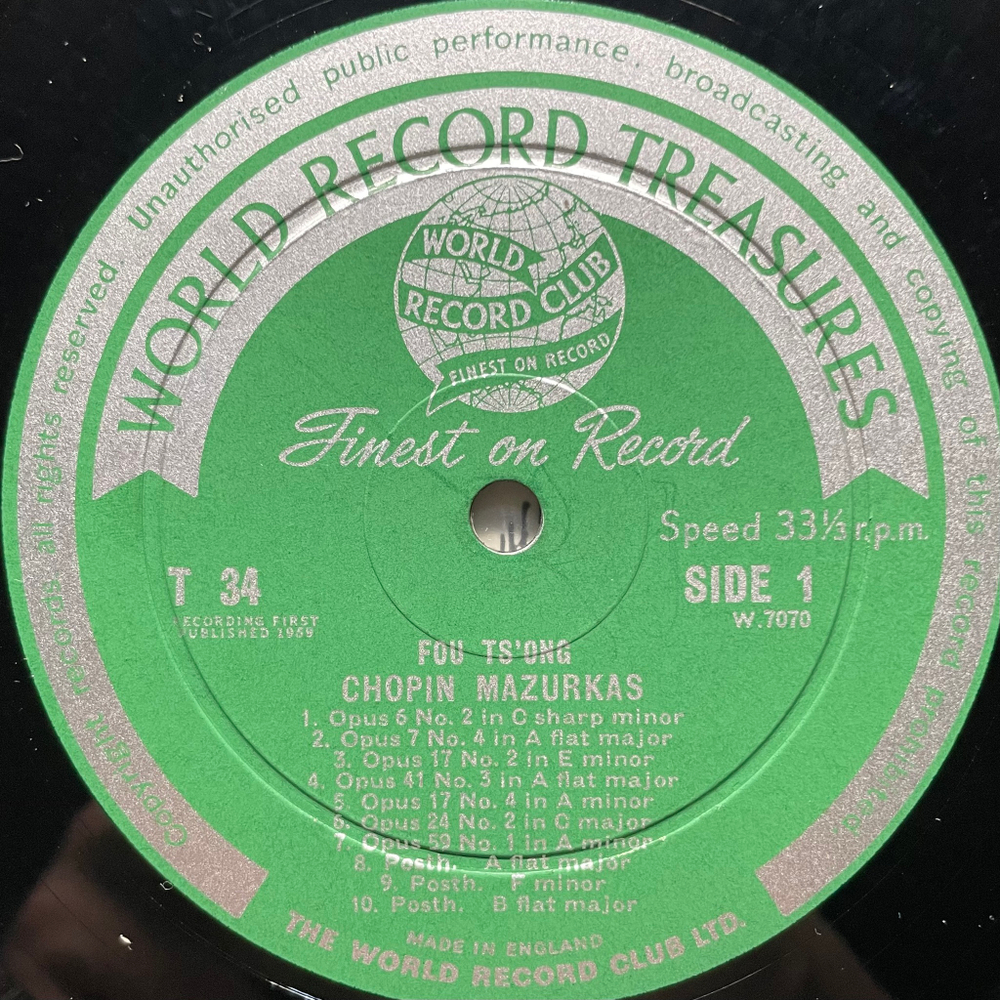 Copyright records all rights reserved. Unauthorised public performance. broadcasting and copying of this record prohibited
WORLD RECORD TREASURES
WORLD
RECORD CLUB
FINEST ON RECORD
Finest on Record
Speed 33⅓ r.p.m.
T 34
SIDE 1
RECORDING FIRST
PUBLISHED 1959
W.7070
FOU TS'ONG
CHOPIN MAZURKAS
1. Opus 6 No. 2 in C sharp minor
2. Opus 7 No. 4 in A flat major
3. Opus 17 No. 2 in E minor
4. Opus 41 No. 3 in A flat major
5. Opus 17 No. 4 in A minor
6. Opus 24 No. 2 in C major
7. Opus 59 No. 1 in A minor
8. Posth. A flat major
9. Posth. F minor
10. Posth. B flat major
MADE IN ENGLAND
THE WORLD RECORD CLUB LTD.